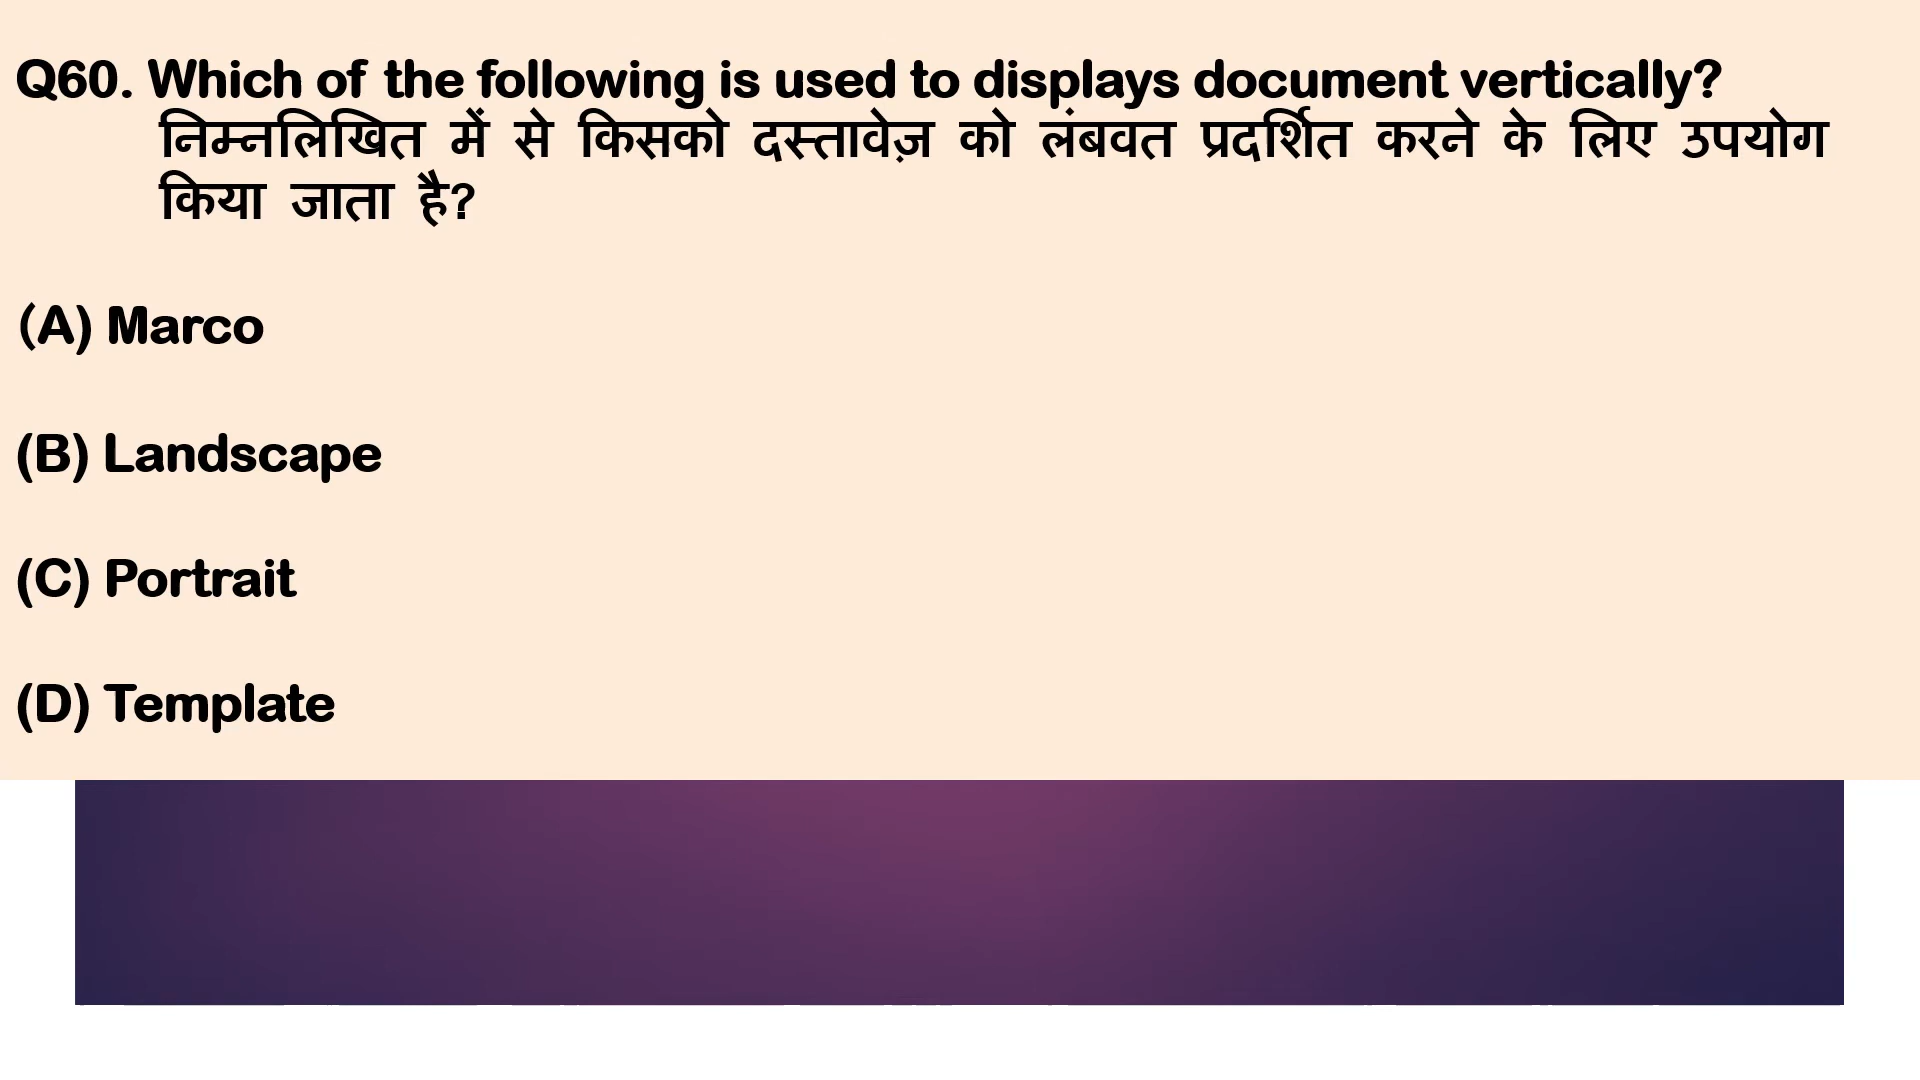 Q60. Which of the following is used to displays document vertically?
निम्नलिखित में से किसको दस्तावेज़ को लंबवत प्रदर्शित करने के लिए उपयोग
किया जाता है?
(A) Marco
(B) Landscape
(C) Portrait
(D) Template